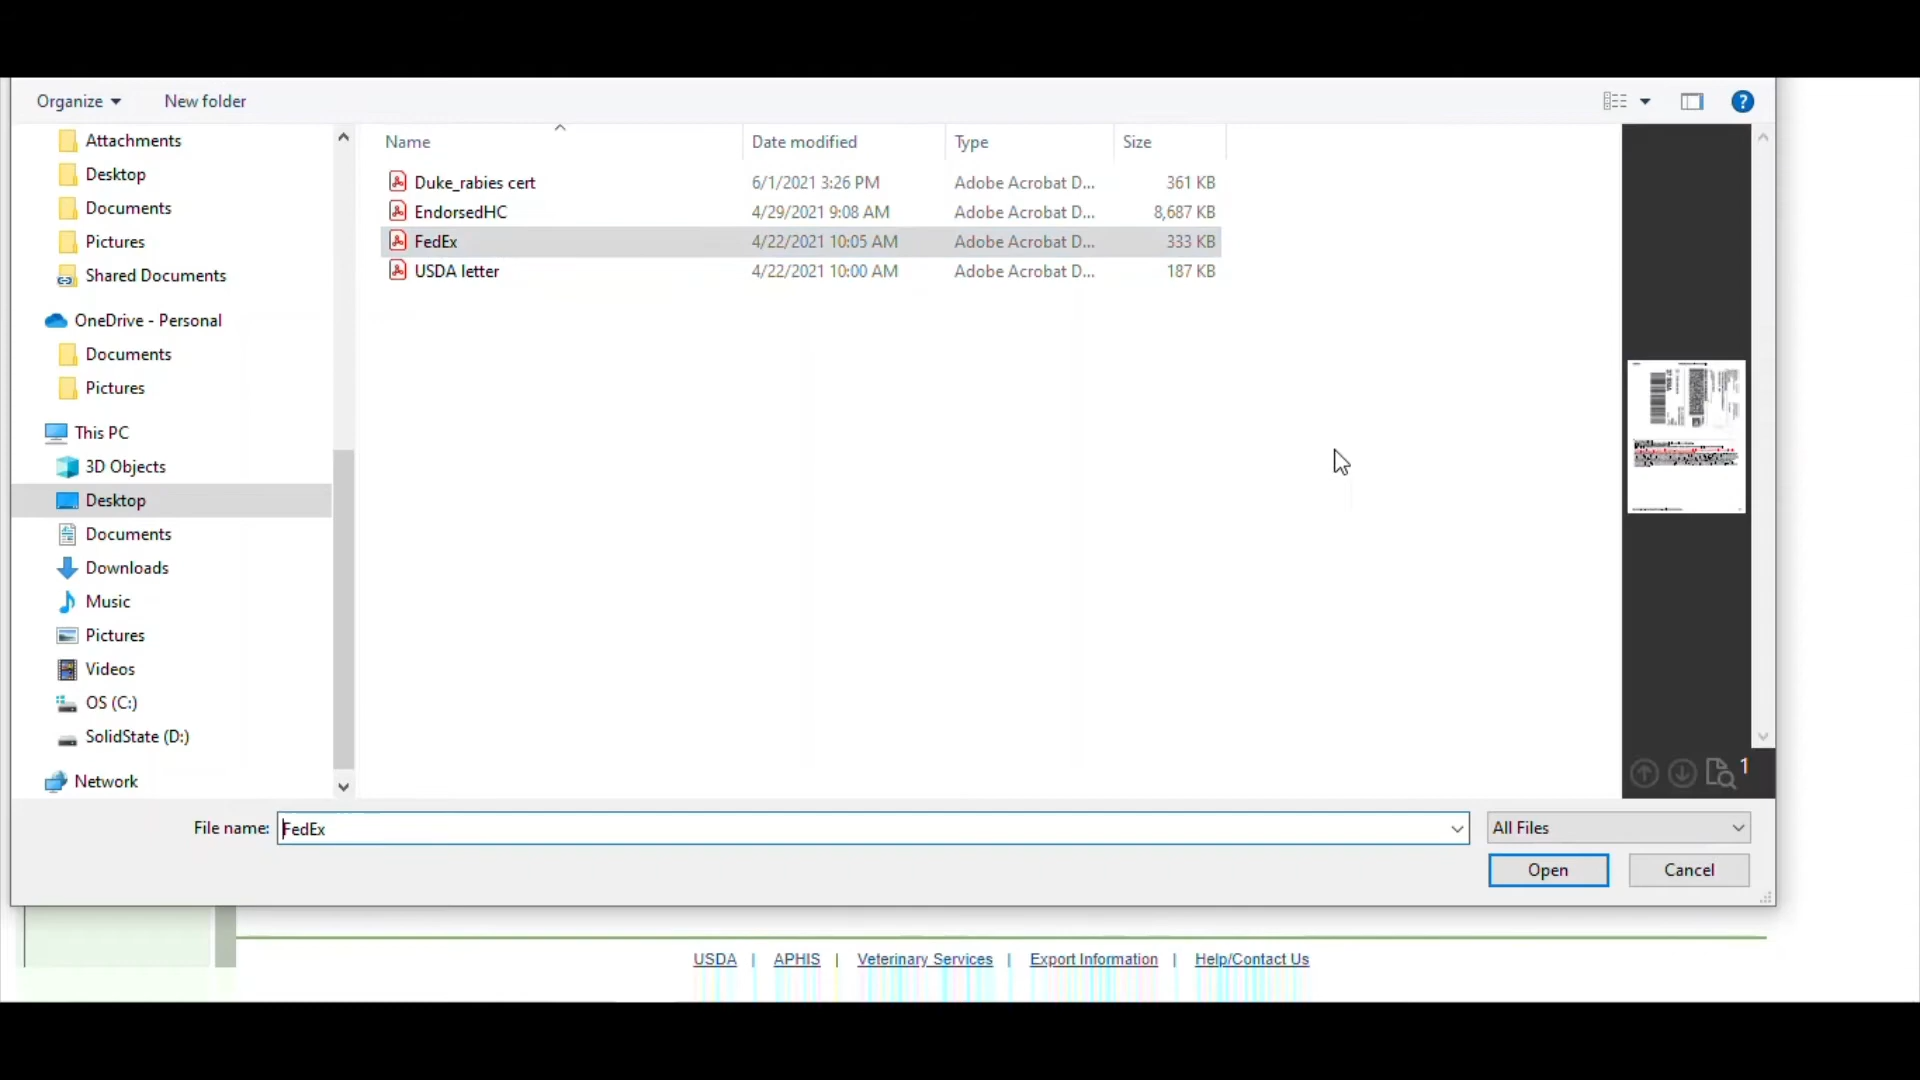 Organize New folder
Attachments
Desktop
Documents
Pictures
Shared Documents
OneDrive - Personal
Documents
Pictures
This PC
3D Objects
Desktop
Documents
Downloads
Music
Pictures
Videos
OS (C:)
SolidState (D:)
Network
Name Date modified Type Size
Duke_rabies cert 6/1/2021 3:26 PM Adobe Acrobat D... 361 KB
EndorsedHC 4/29/2021 9:08 AM Adobe Acrobat D... 8,687 KB
FedEx 4/22/2021 10:05 AM Adobe Acrobat D... 333 KB
USDA letter 4/22/2021 10:00 AM Adobe Acrobat D... 187 KB
1
File name: FedEx All Files
Open Cancel
USDA | APHIS | Veterinary Services | Export Information | Help/Contact Us